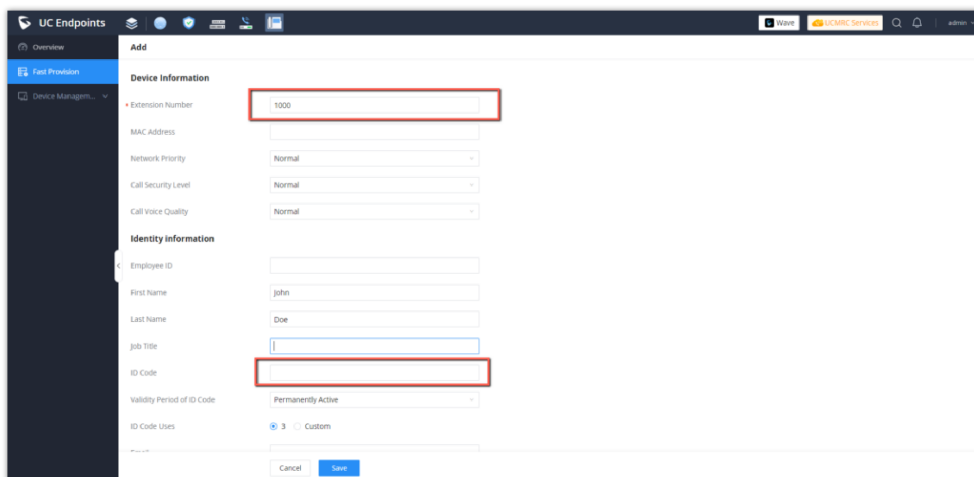 UC Endpoints
Wave
UCMRC Services
admin
Overview
Fast Provision
Device Managem...
Add
Device Information
* Extension Number 1000
MAC Address
Network Priority Normal
Call Security Level Normal
Call Voice Quality Normal
Identity information
Employee ID
First Name John
Last Name Doe
Job Title
ID Code
Validity Period of ID Code Permanently Active
ID Code Uses 3 Custom
Email
Cancel Save